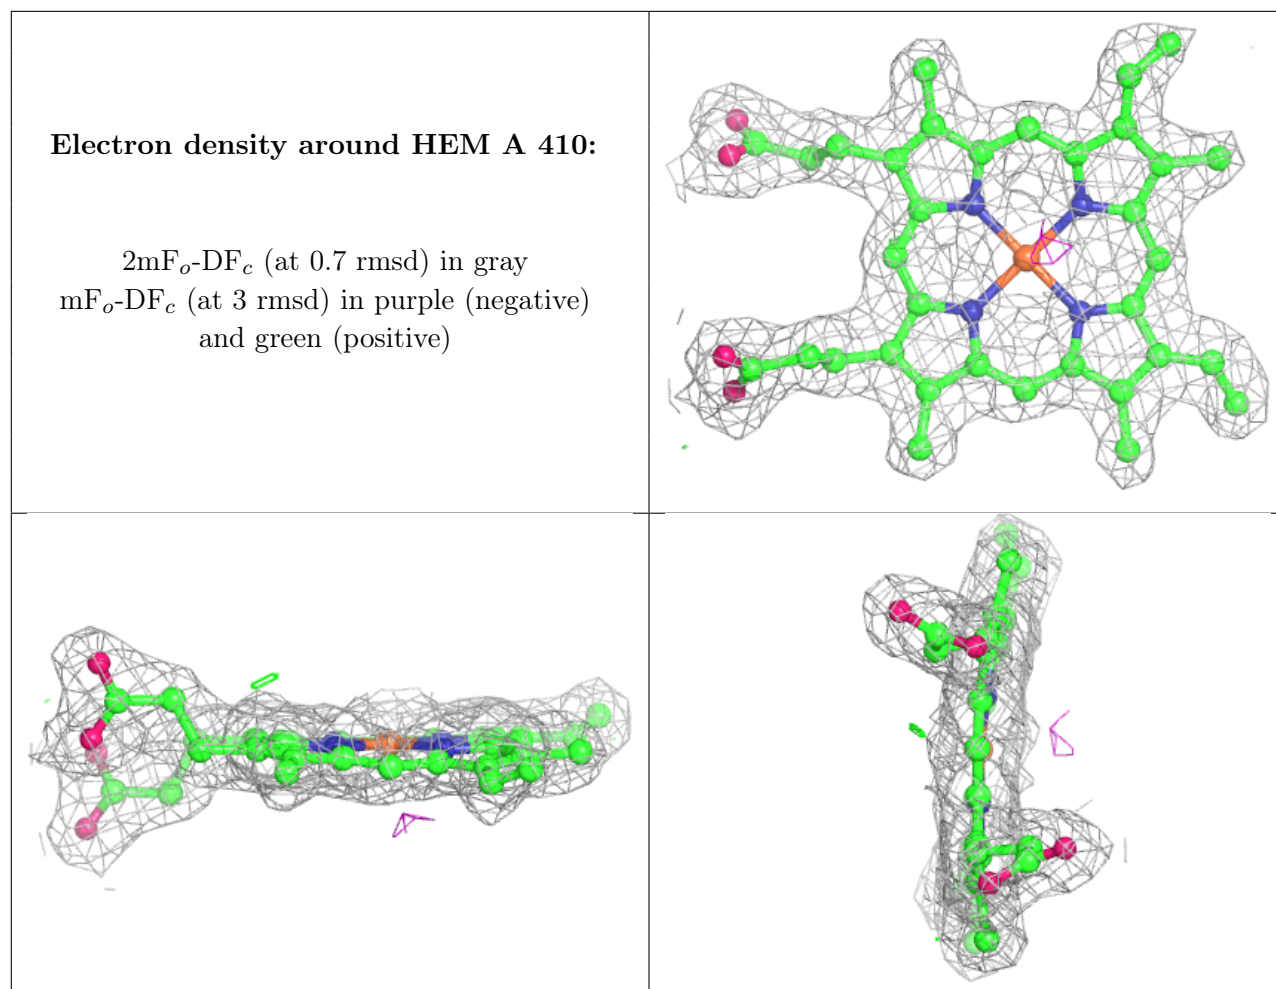 Electron density around HEM A 410:
2mFo-DFc (at 0.7 rmsd) in gray
mFo-DFc (at 3 rmsd) in purple (negative)
and green (positive)